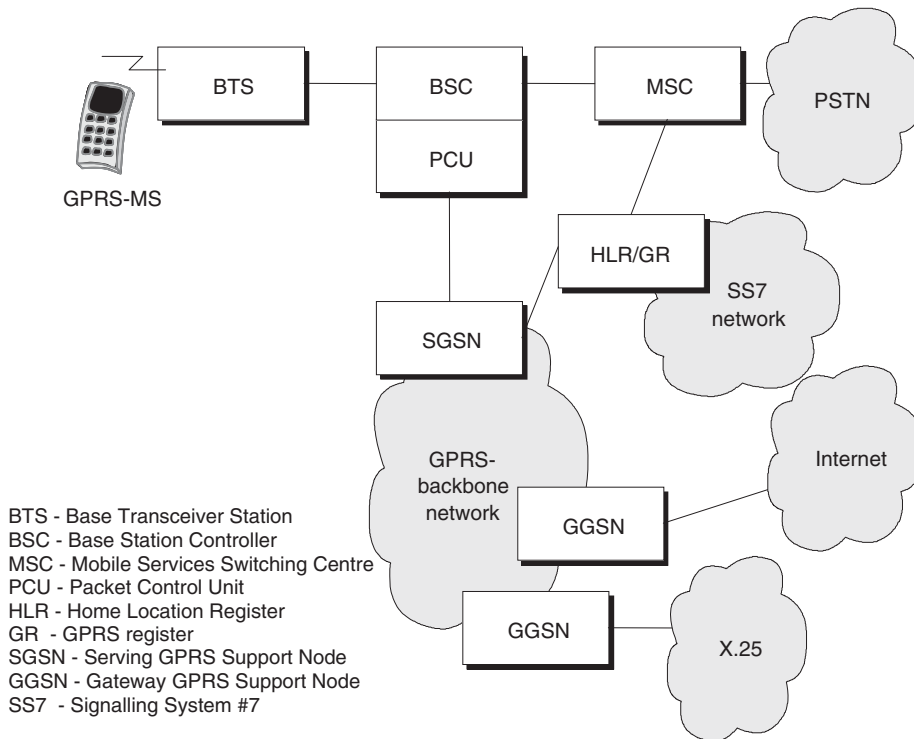 BTS
BSC
MSC
PSTN
PCU
GPRS-MS
HLR/GR
SS7
network
SGSN
GPRS-
backbone
network
Internet
GGSN
GGSN
X.25
BTS - Base Transceiver Station
BSC - Base Station Controller
MSC - Mobile Services Switching Centre
PCU - Packet Control Unit
HLR - Home Location Register
GR - GPRS register
SGSN - Serving GPRS Support Node
GGSN - Gateway GPRS Support Node
SS7 - Signalling System #7